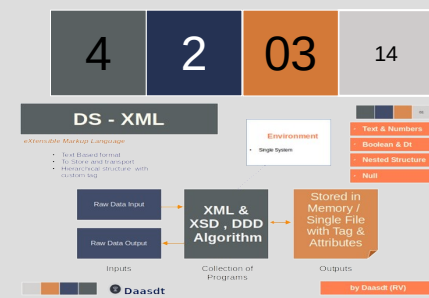 4
2
03
14
DS - XML
eXtensible Markup Language
Text Based format
To Store and transport
Hierarchical structure with
custom tag
Environment
Single System
Text & Numbers
Boolean & Dt
Nested Structure
Null
Raw Data Input
Raw Data Output
Inputs
XML &
XSD , DDD
Algorithm
Collection of
Programs
Stored in
Memory /
Single File
with Tag &
Attributes
Outputs
Daasdt
by Daasdt (RV)